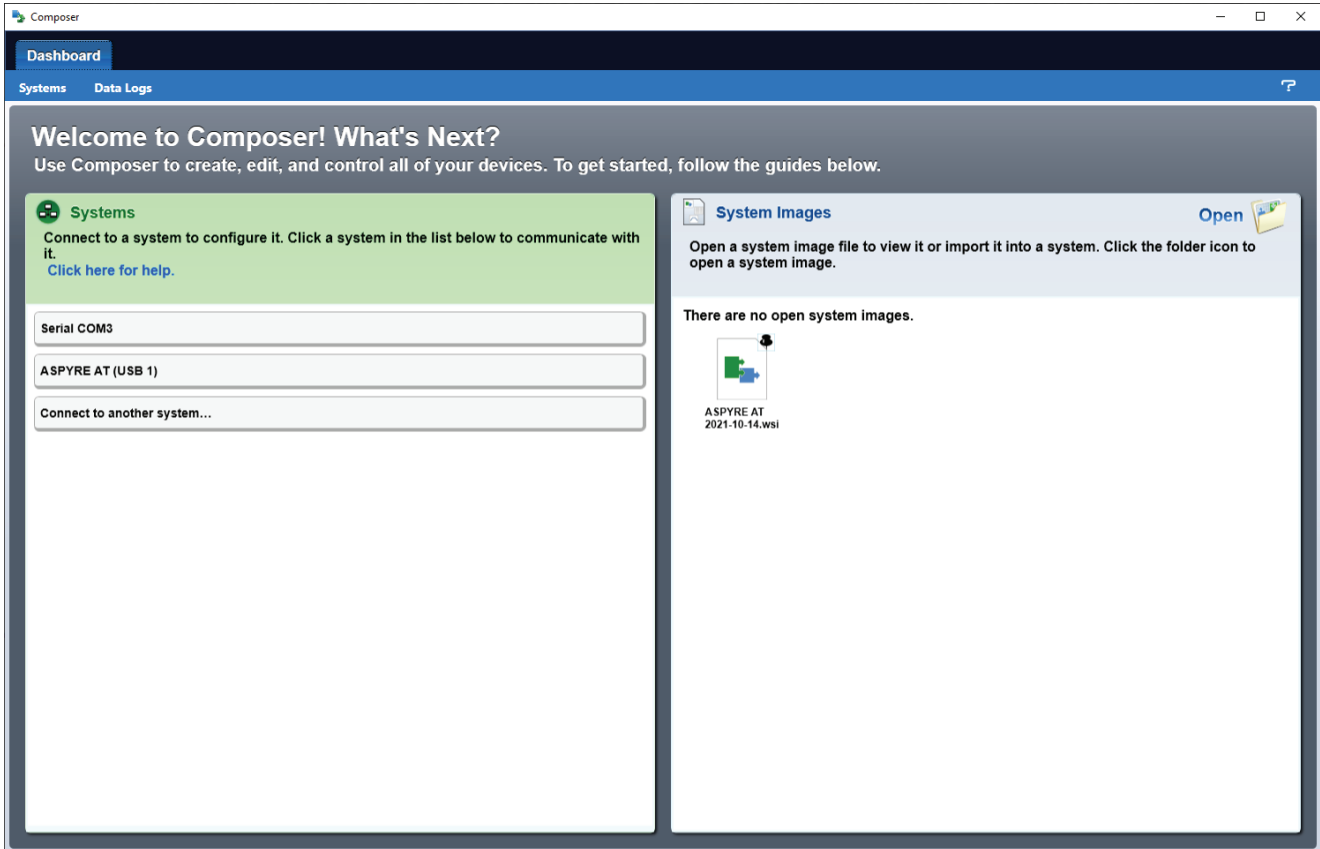 Composer
Dashboard
Systems Data Logs
Welcome to Composer! What's Next?
Use Composer to create, edit, and control all of your devices. To get started, follow the guides below.
Systems
Connect to a system to configure it. Click a system in the list below to communicate with
it.
Click here for help.
Serial COM3
ASPYRE AT (USB 1)
Connect to another system...
System Images
Open
Open a system image file to view it or import it into a system. Click the folder icon to
open a system image.
There are no open system images.
ASPYRE AT
2021-10-14.wsi